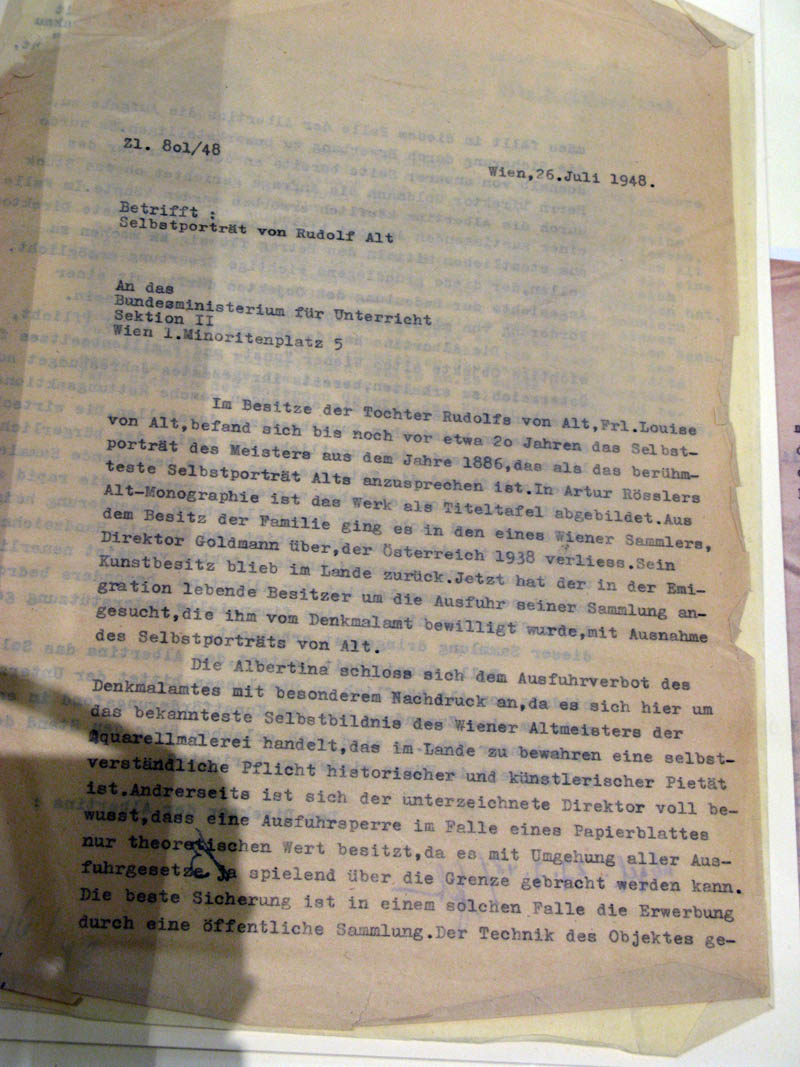 Zl. 8o1/48
Wien,26.Juli 1948.
Betrifft :
Selbstporträt von Rudolf Alt
An das
Bundesministerium für Unterricht
Sektion II
Wien 1.Minoritenplatz 5
Im Besitze der Tochter Rudolfs von Alt,Frl.Louise
von Alt,befand sich bis noch vor etwa 2o Jahren das Selbst-
porträt des Meisters aus dem Jahre 1886,das als das berühm-
teste Selbstporträt Alts anzusprechen ist.In Artur Rösslers
Alt-Monographie ist das Werk als Titeltafel abgebildet.Aus
dem Besitz der Familie ging es in den eines Wiener Sammlers,
Direktor Goldmann über,der Österreich 1938 verliess.Sein
Kunstbesitz blieb im Lande zurück.Jetzt hat der in der Emi-
gration lebende Besitzer um die Ausfuhr seiner Sammlung an-
gesucht,die ihm vom Denkmalamt bewilligt wurde,mit Ausnahme
des Selbstporträts von Alt.
Die Albertina schloss sich dem Ausfuhrverbot des
Denkmalamtes mit besonderem Nachdruck an,da es sich hier um
das bekannteste Selbstbildnis des Wiener Altmeisters der
Aquarellmalerei handelt,das im Lande zu bewahren eine selbst-
verständliche Pflicht historischer und künstlerischer Pietät
ist.Andrerseits ist sich der unterzeichnete Direktor voll be-
wusst,dass eine Ausfuhrsperre im Falle eines Papierblattes
nur theoretischen Wert besitzt,da es mit Umgehung aller Aus-
fuhrgesetze ja spielend über die Grenze gebracht werden kann.
Die beste Sicherung ist in einem solchen Falle die Erwerbung
durch eine öffentliche Sammlung.Der Technik des Objektes ge-